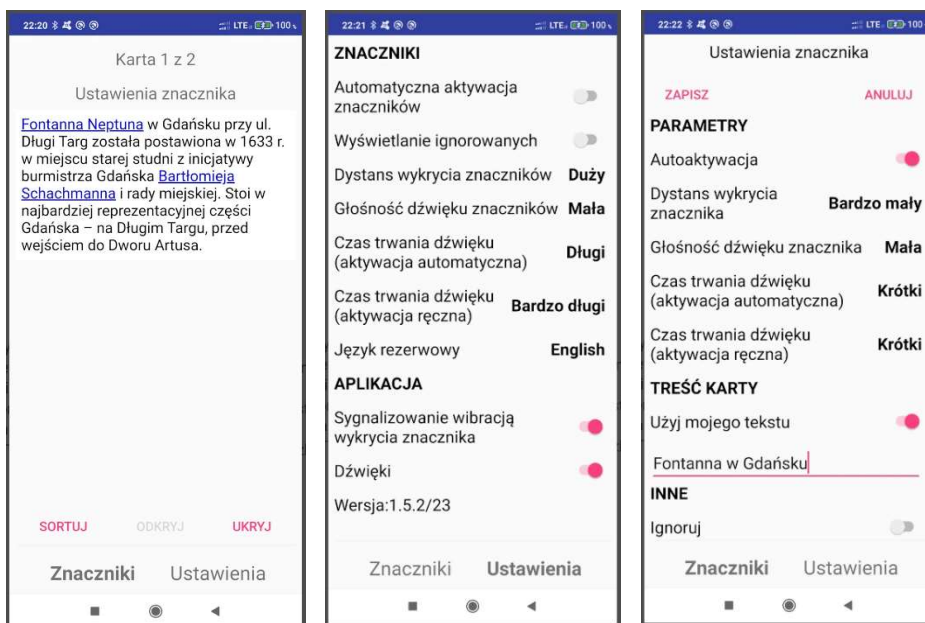 22:20
LTE
100
Karta 1 z 2
Ustawienia znacznika
Fontanna Neptuna w Gdańsku przy ul.
Długi Targ została postawiona w 1633 r.
w miejscu starej studni z inicjatywy
burmistrza Gdańska Bartłomieja
Schachmanna i rady miejskiej. Stoi w
najbardziej reprezentacyjnej części
Gdańska – na Długim Targu, przed
wejściem do Dworu Artusa.
SORTUJ ODKRYJ UKRYJ
Znaczniki Ustawienia
22:21
LTE
100
ZNACZNIKI
Automatyczna aktywacja
znaczników
Wyświetlanie ignorowanych
Dystans wykrycia znaczników Duży
Głośność dźwięku znaczników Mała
Czas trwania dźwięku
(aktywacja automatyczna) Długi
Czas trwania dźwięku
(aktywacja ręczna) Bardzo długi
Język rezerwowy English
APLIKACJA
Sygnalizowanie wibracją
wykrycia znacznika
Dźwięki
Wersja:1.5.2/23
Znaczniki Ustawienia
22:22
LTE
100
Ustawienia znacznika
ZAPISZ ANULUJ
PARAMETRY
Autoaktywacja
Dystans wykrycia
znacznika Bardzo mały
Głośność dźwięku znacznika Mała
Czas trwania dźwięku
(aktywacja automatyczna) Krótki
Czas trwania dźwięku
(aktywacja ręczna) Krótki
TREŚĆ KARTY
Użyj mojego tekstu
Fontanna w Gdańsku
INNE
Ignoruj
Znaczniki Ustawienia